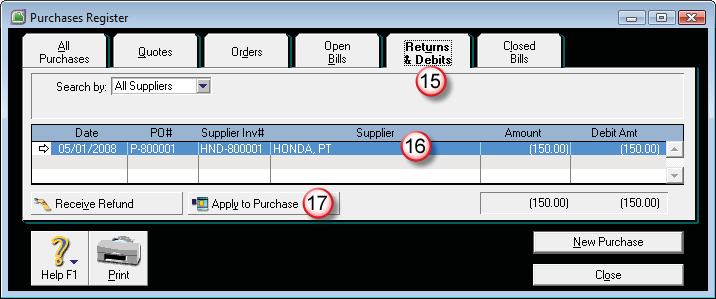 Purchases Register
All Purchases
Quotes
Orders
Open Bills
Returns & Debits
Closed Bills
15
Search by: All Suppliers
Date PO# Supplier Inv# Supplier Amount Debit Amt
05/01/2008 P-800001 HND-800001 HONDA, PT (150.00) (150.00)
16
Receive Refund
Apply to Purchase
17
(150.00) (150.00)
Help F1
Print
New Purchase
Close